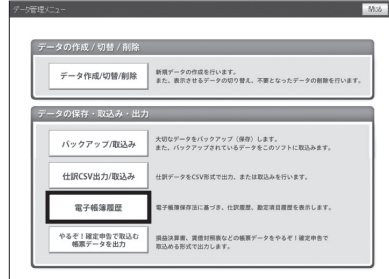 データ管理メニュー
閉じる
データの作成 / 切替 / 削除
データ作成/切替/削除
新規データの作成を行います。
また、表示させるデータの切り替え、不要となったデータの削除を行います。
データの保存・取込み・出力
バックアップ/取込み
大切なデータをバックアップ（保存）します。
また、バックアップされているデータをこのソフトに取込みます。
仕訳CSV出力/取込み
仕訳データをCSV形式で出力、または取込みを行います。
電子帳簿履歴
電子帳簿保存法に基づき、仕訳履歴、勘定項目履歴を表示します。
やるぞ！確定申告で取込む
帳票データを出力
損益計算書、貸借対照表などの帳票データをやるぞ！確定申告で
取込める形式で出力します。